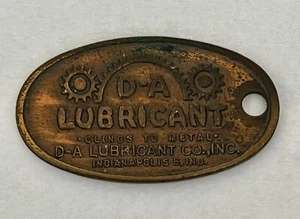 D-A
LUBRICANT
"CLINGS TO METAL"
D-A LUBRICANT CO., INC.
INDIANAPOLIS 8, IND.